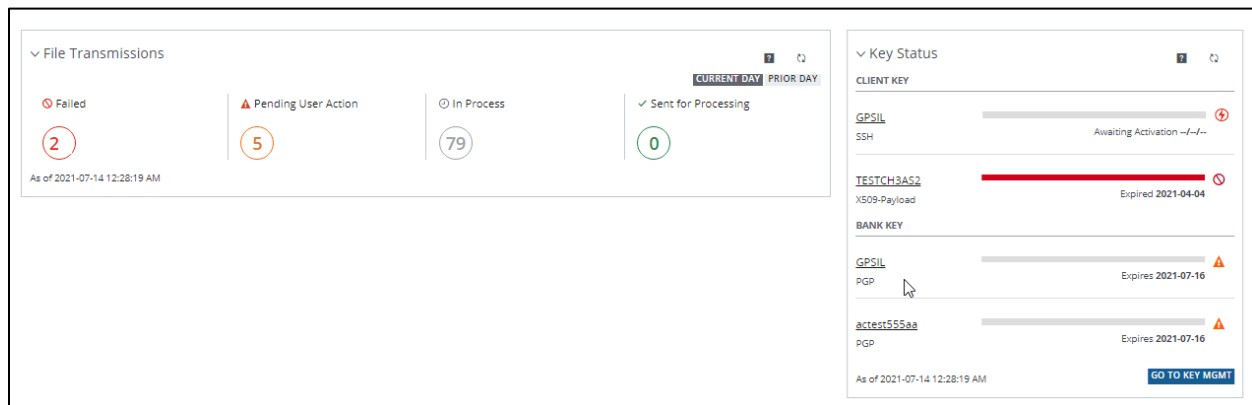 File Transmissions
?
CURRENT DAY PRIOR DAY
Failed
Pending User Action
In Process
Sent for Processing
2
5
79
0
As of 2021-07-14 12:28:19 AM
Key Status
?
CLIENT KEY
GPSIL
SSH
Awaiting Activation --/--/--
TESTCH3AS2
X509-Payload
Expired 2021-04-04
BANK KEY
GPSIL
PGP
Expires 2021-07-16
actest555aa
PGP
Expires 2021-07-16
As of 2021-07-14 12:28:19 AM
GO TO KEY MGMT